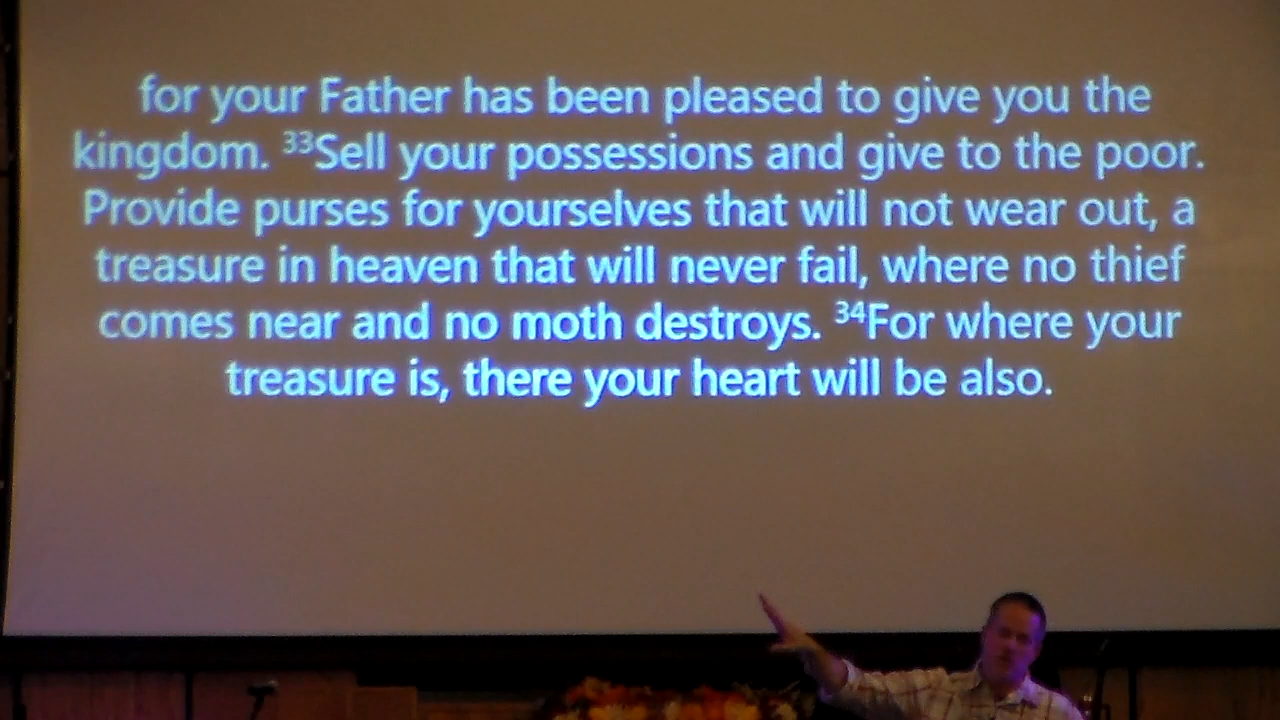 for your Father has been pleased to give you the
kingdom. ³³Sell your possessions and give to the poor.
Provide purses for yourselves that will not wear out, a
treasure in heaven that will never fail, where no thief
comes near and no moth destroys. ³⁴For where your
treasure is, there your heart will be also.